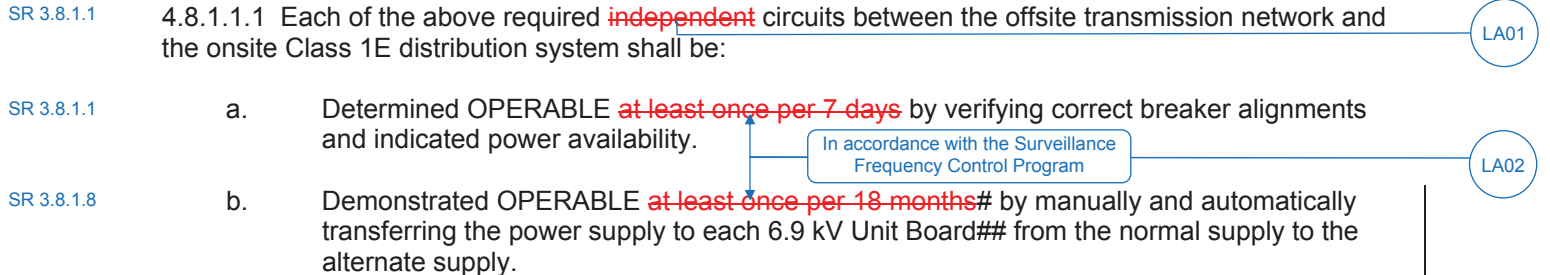 SR 3.8.1.1 4.8.1.1.1 Each of the above required independent circuits between the offsite transmission network and
the onsite Class 1E distribution system shall be:
LA01
SR 3.8.1.1 a. Determined OPERABLE at least once per 7 days by verifying correct breaker alignments
and indicated power availability.
In accordance with the Surveillance
Frequency Control Program
LA02
SR 3.8.1.8 b. Demonstrated OPERABLE at least once per 18 months# by manually and automatically
transferring the power supply to each 6.9 kV Unit Board## from the normal supply to the
alternate supply.